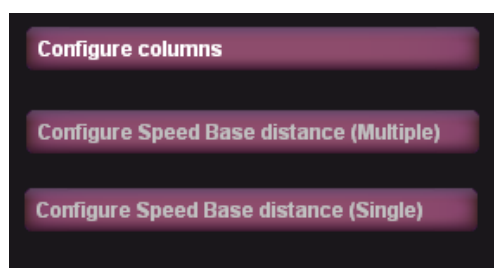 Configure columns
Configure Speed Base distance (Multiple)
Configure Speed Base distance (Single)